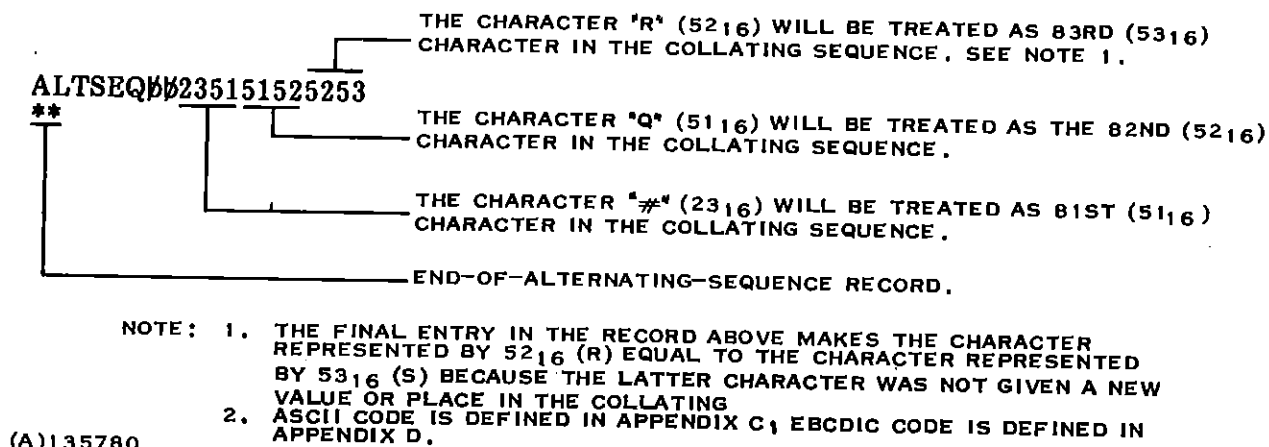 THE CHARACTER "R" (52₁₆) WILL BE TREATED AS 83RD (53₁₆)
CHARACTER IN THE COLLATING SEQUENCE. SEE NOTE 1.
ALTSEQb̸b̸235151525253
**
THE CHARACTER "Q" (51₁₆) WILL BE TREATED AS THE 82ND (52₁₆)
CHARACTER IN THE COLLATING SEQUENCE.
THE CHARACTER "#" (23₁₆) WILL BE TREATED AS 81ST (51₁₆)
CHARACTER IN THE COLLATING SEQUENCE.
END-OF-ALTERNATING-SEQUENCE RECORD.
NOTE: 1. THE FINAL ENTRY IN THE RECORD ABOVE MAKES THE CHARACTER
REPRESENTED BY 52₁₆ (R) EQUAL TO THE CHARACTER REPRESENTED
BY 53₁₆ (S) BECAUSE THE LATTER CHARACTER WAS NOT GIVEN A NEW
VALUE OR PLACE IN THE COLLATING
2. ASCII CODE IS DEFINED IN APPENDIX C; EBCDIC CODE IS DEFINED IN
APPENDIX D.
(A)135780